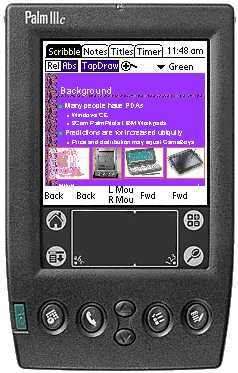 Palm IIIc
Scribble Notes Titles Timer 11:48 am
Rel Abs TapDraw Green
Background
Many people have PDAs
Windows CE
3Com PalmPilots / IBM Workpads
Predictions are for increased ubiquity
Price and distribution may equal GameBoys
Back Back L Mou R Mou Fwd Fwd